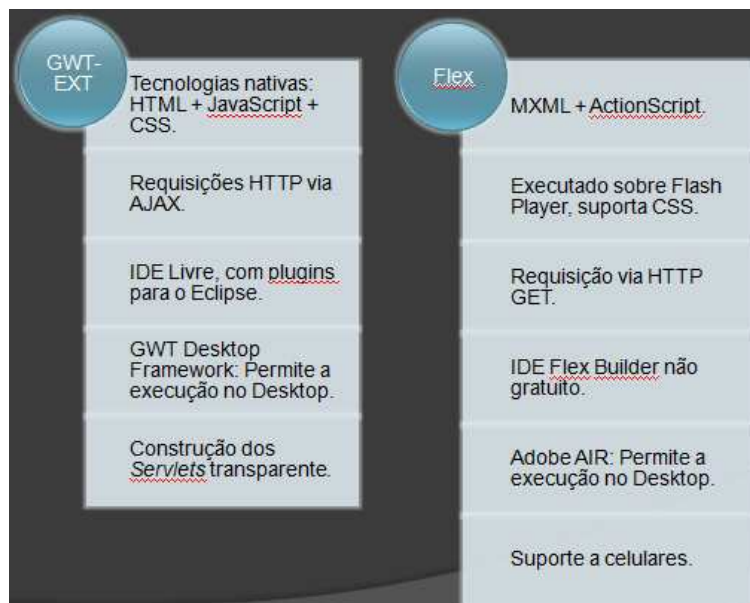 GWT-
EXT
Tecnologias nativas:
HTML + JavaScript +
CSS.
Requisições HTTP via
AJAX.
IDE Livre, com plugins
para o Eclipse.
GWT Desktop
Framework: Permite a
execução no Desktop.
Construção dos
Servlets transparente.
Flex
MXML + ActionScript.
Executado sobre Flash
Player, suporta CSS.
Requisição via HTTP
GET.
IDE Flex Builder não
gratuito.
Adobe AIR: Permite a
execução no Desktop.
Suporte a celulares.